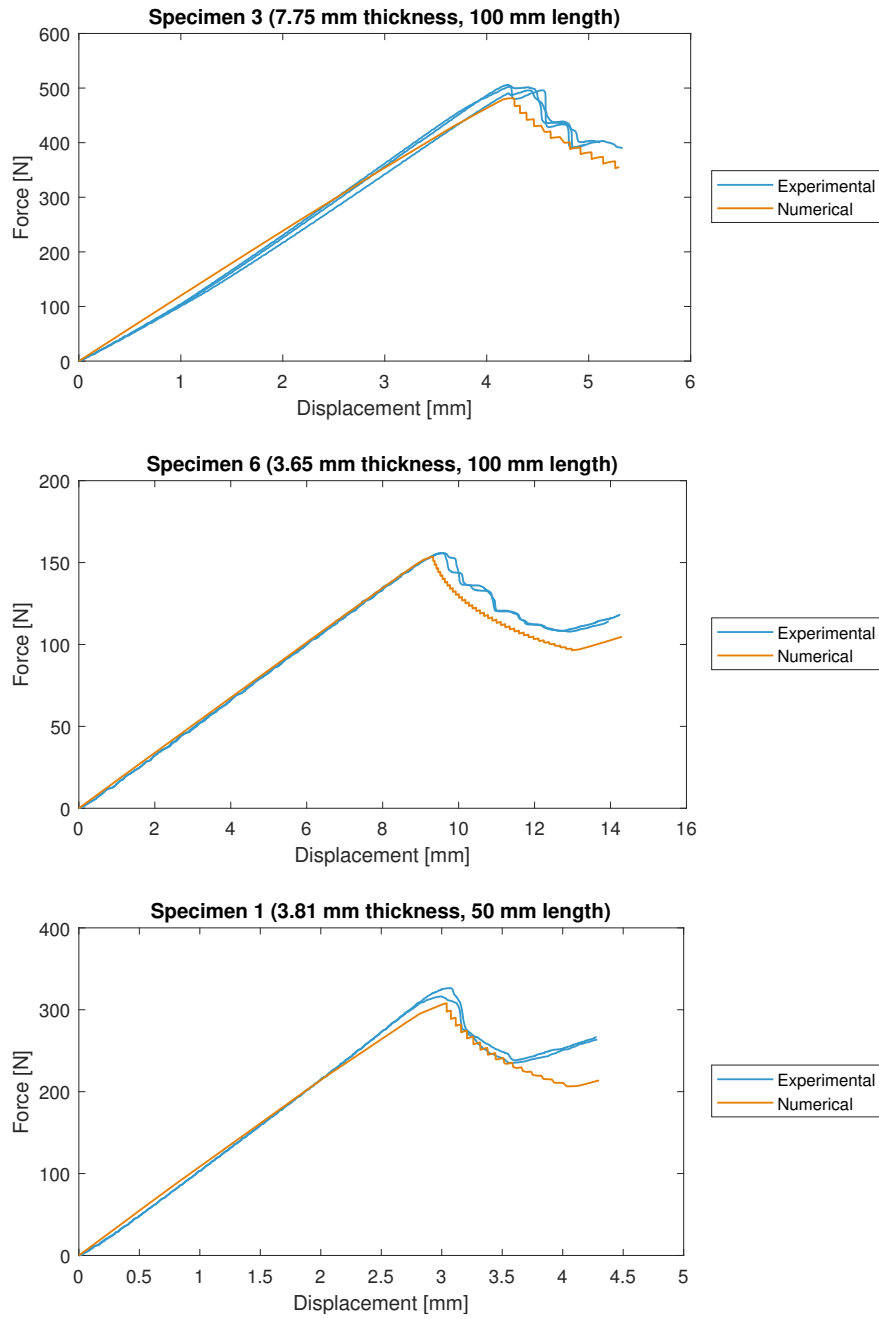 Specimen 3 (7.75 mm thickness, 100 mm length)
600
500
400
300
200
100
0
Force [N]
0 1 2 3 4 5 6
Displacement [mm]
Experimental
Numerical
Specimen 6 (3.65 mm thickness, 100 mm length)
200
150
100
50
0
Force [N]
0 2 4 6 8 10 12 14 16
Displacement [mm]
Experimental
Numerical
Specimen 1 (3.81 mm thickness, 50 mm length)
400
300
200
100
0
Force [N]
0 0.5 1 1.5 2 2.5 3 3.5 4 4.5 5
Displacement [mm]
Experimental
Numerical